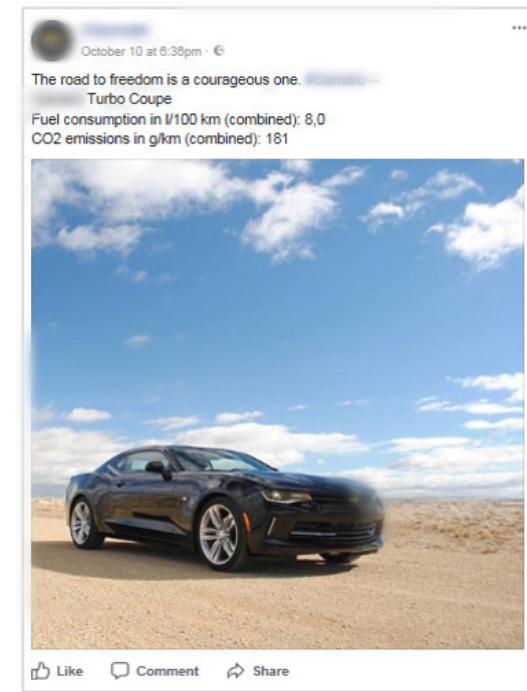 October 10 at 6:36pm ·
The road to freedom is a courageous one.
Turbo Coupe
Fuel consumption in l/100 km (combined): 8,0
CO2 emissions in g/km (combined): 181
Like Comment Share